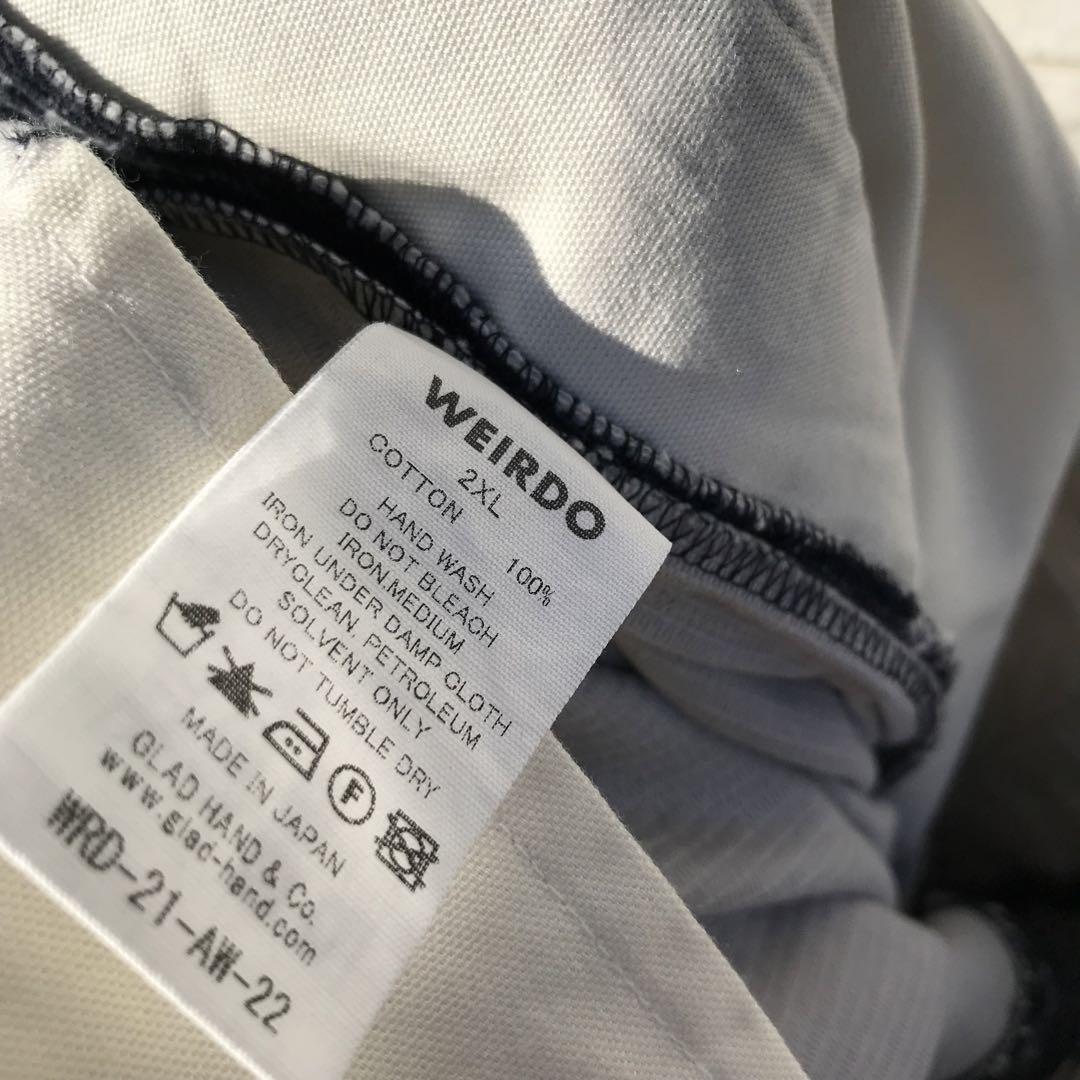 WEIRDO
2XL
COTTON 100%
HAND WASH
DO NOT BLEACH
IRON.MEDIUM
IRON UNDER DAMP CLOTH
DRYCLEAN, PETROLEUM
SOLVENT ONLY
DO NOT TUMBLE DRY
F
MADE IN JAPAN
GLAD HAND & Co.
www.glad-hand.com
WRD-21-AW-22